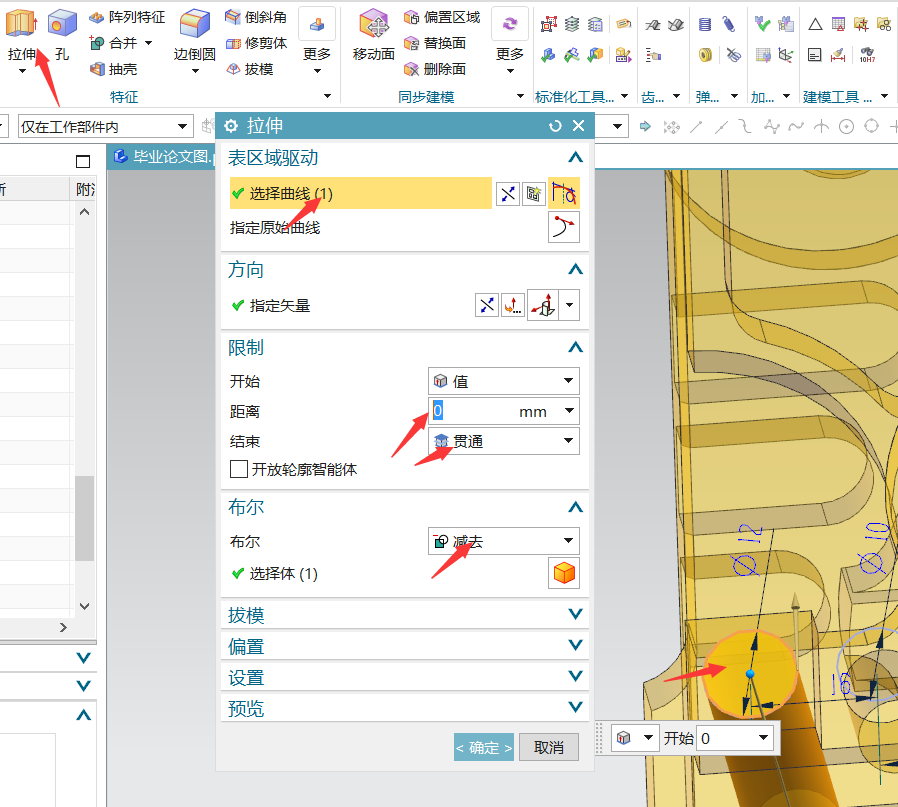 拉伸
孔
阵列特征
合并
抽壳
边倒圆
倒斜角
修剪体
拔模
更多
特征
移动面
偏置区域
替换面
删除面
更多
同步建模
标准化工具...
齿...
弹...
加...
建模工具 ...
10H7
仅在工作部件内
毕业论文图.
附注
拉伸
表区域驱动
选择曲线 (1)
指定原始曲线
方向
指定矢量
限制
开始
值
距离
0
mm
结束
贯通
开放轮廓智能体
布尔
布尔
减去
选择体 (1)
拔模
偏置
设置
预览
< 确定 >
取消
开始
0
Ø 12
Ø 10
15